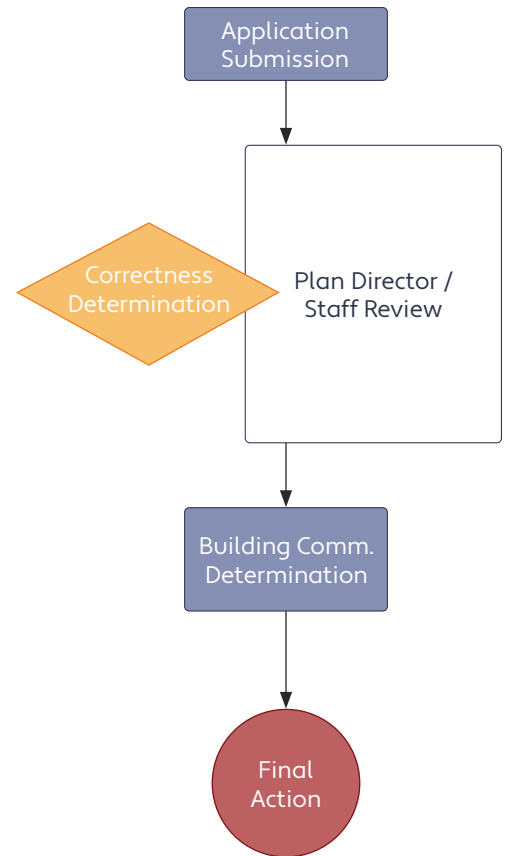 Application
Submission
Correctness
Determination
Plan Director /
Staff Review
Building Comm.
Determination
Final
Action